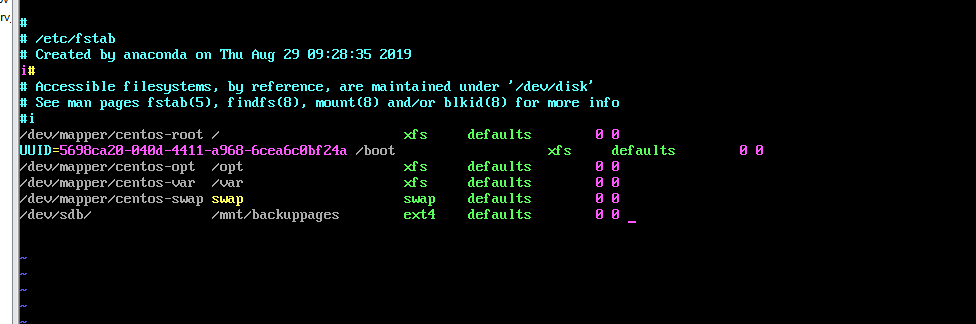 rv,
#
# /etc/fstab
# Created by anaconda on Thu Aug 29 09:28:35 2019
i#
# Accessible filesystems, by reference, are maintained under '/dev/disk'
# See man pages fstab(5), findfs(8), mount(8) and/or blkid(8) for more info
#i
/dev/mapper/centos-root / xfs defaults 0 0
UUID=5698ca20-040d-4411-a968-6cea6c0bf24a /boot xfs defaults 0 0
/dev/mapper/centos-opt /opt xfs defaults 0 0
/dev/mapper/centos-var /var xfs defaults 0 0
/dev/mapper/centos-swap swap swap defaults 0 0
/dev/sdb/ /mnt/backuppages ext4 defaults 0 0 _
~
~
~
~
~